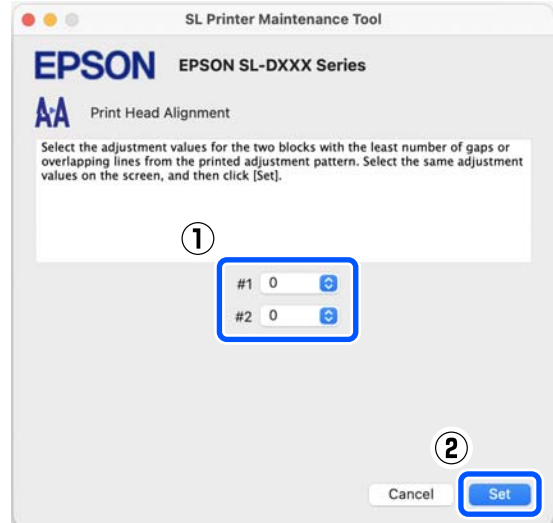 SL Printer Maintenance Tool
EPSON EPSON SL-DXXX Series
A A Print Head Alignment
Select the adjustment values for the two blocks with the least number of gaps or
overlapping lines from the printed adjustment pattern. Select the same adjustment
values on the screen, and then click [Set].
①
#1 0
#2 0
②
Cancel Set